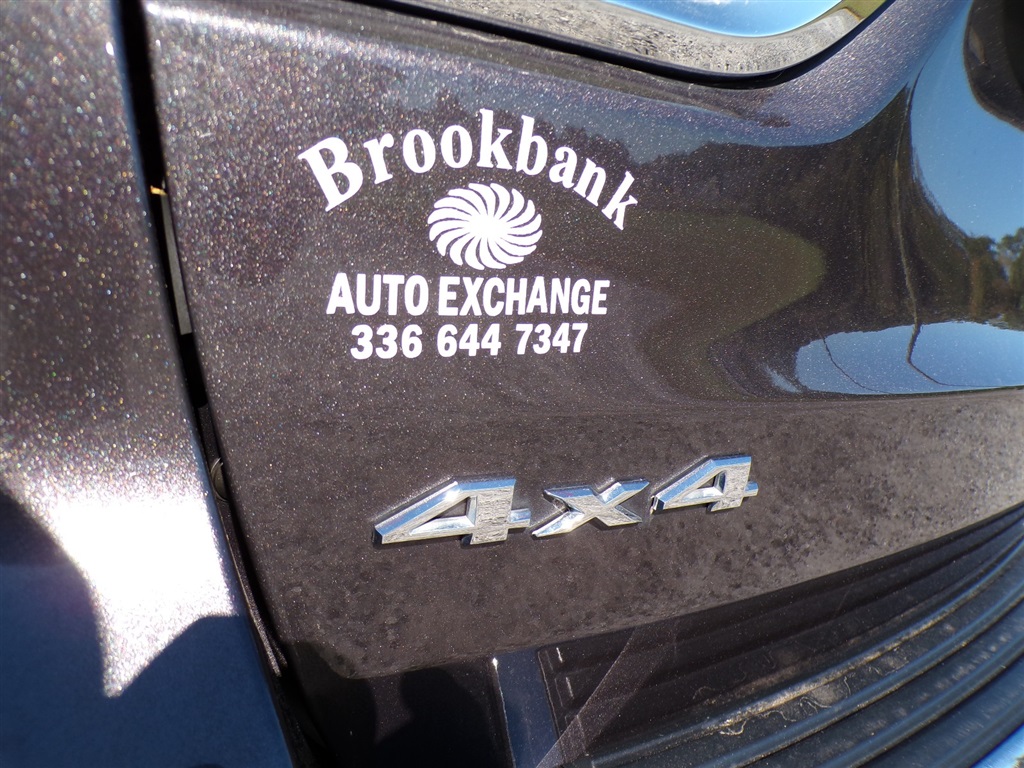 Brookbank
AUTO EXCHANGE
336 644 7347
4x4